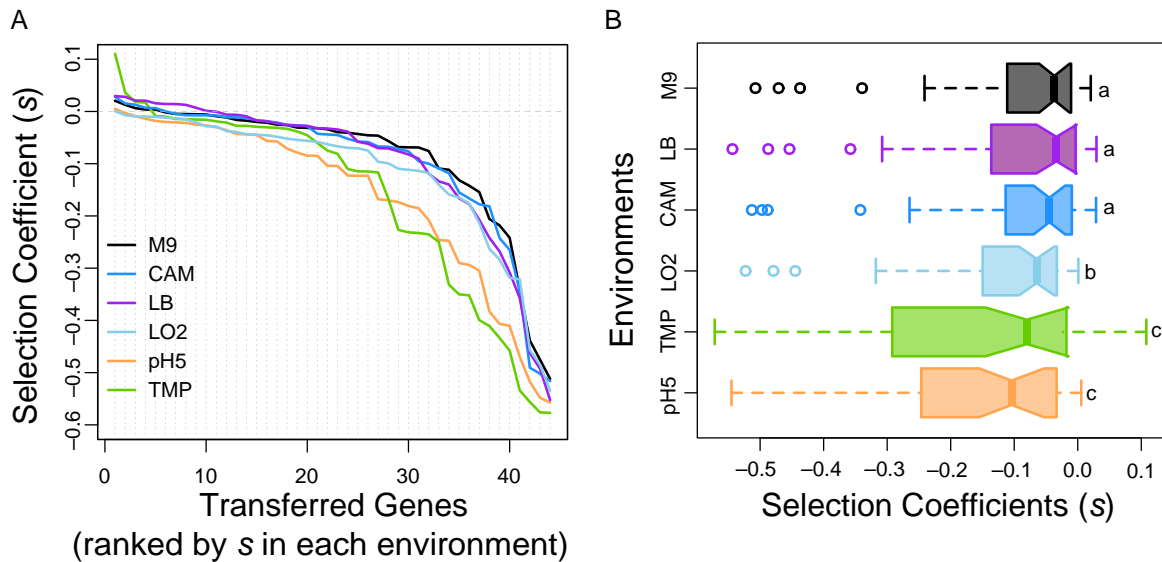 A
Selection Coefficient (s)
0.1
0.0
−0.1
−0.2
−0.3
−0.4
−0.5
−0.6
M9
CAM
LB
LO2
pH5
TMP
0 10 20 30 40
Transferred Genes
(ranked by s in each environment)
B
Environments
M9
a
LB
a
CAM
a
LO2
b
TMP
c
pH5
c
−0.5 −0.4 −0.3 −0.2 −0.1 0.0 0.1
Selection Coefficients (s)